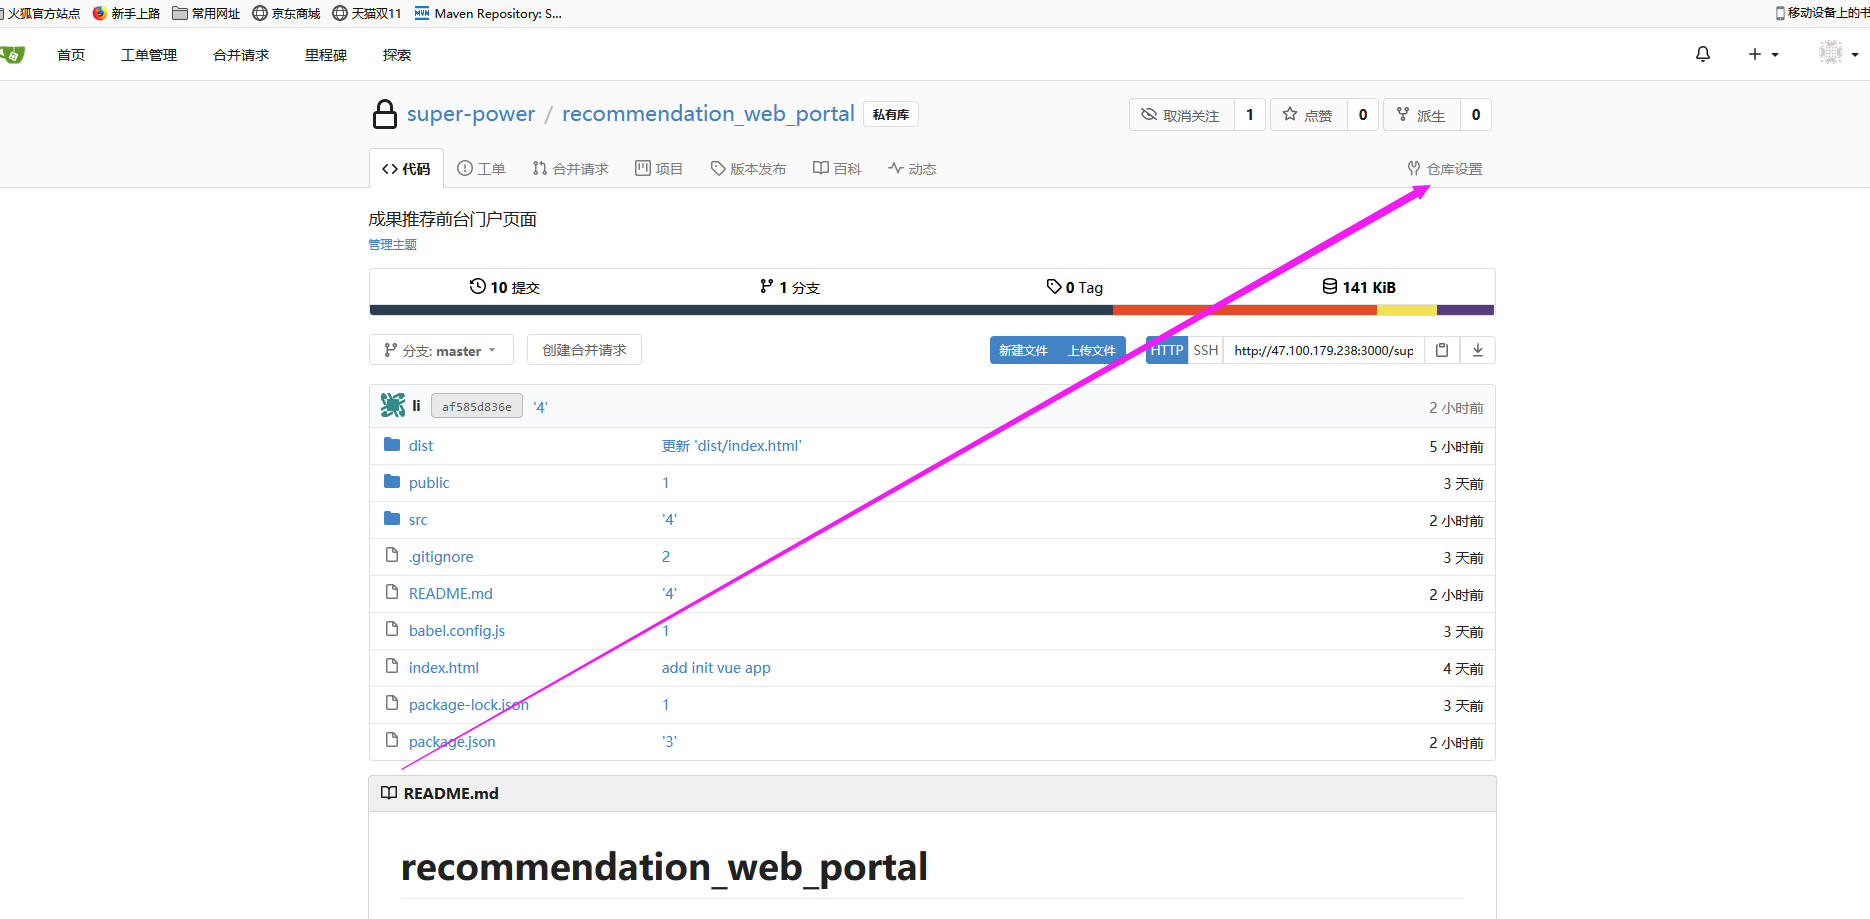 火狐官方站点 新手上路 常用网址 京东商城 天猫双11 Maven Repository: S... 移动设备上的书
首页 工单管理 合并请求 里程碑 探索
super-power / recommendation_web_portal 私有库 取消关注 1 点赞 0 派生 0
代码 工单 合并请求 项目 版本发布 百科 动态 仓库设置
成果推荐前台门户页面
管理主题
10 提交 1 分支 0 Tag 141 KiB
分支: master 创建合并请求 新建文件 上传文件 HTTP SSH http://47.100.179.238:3000/sup
li af585d836e '4' 2 小时前
dist 更新 'dist/index.html' 5 小时前
public 1 3 天前
src '4' 2 小时前
.gitignore 2 3 天前
README.md '4' 2 小时前
babel.config.js 1 3 天前
index.html add init vue app 4 天前
package-lock.json 1 3 天前
package.json '3' 2 小时前
README.md
recommendation_web_portal